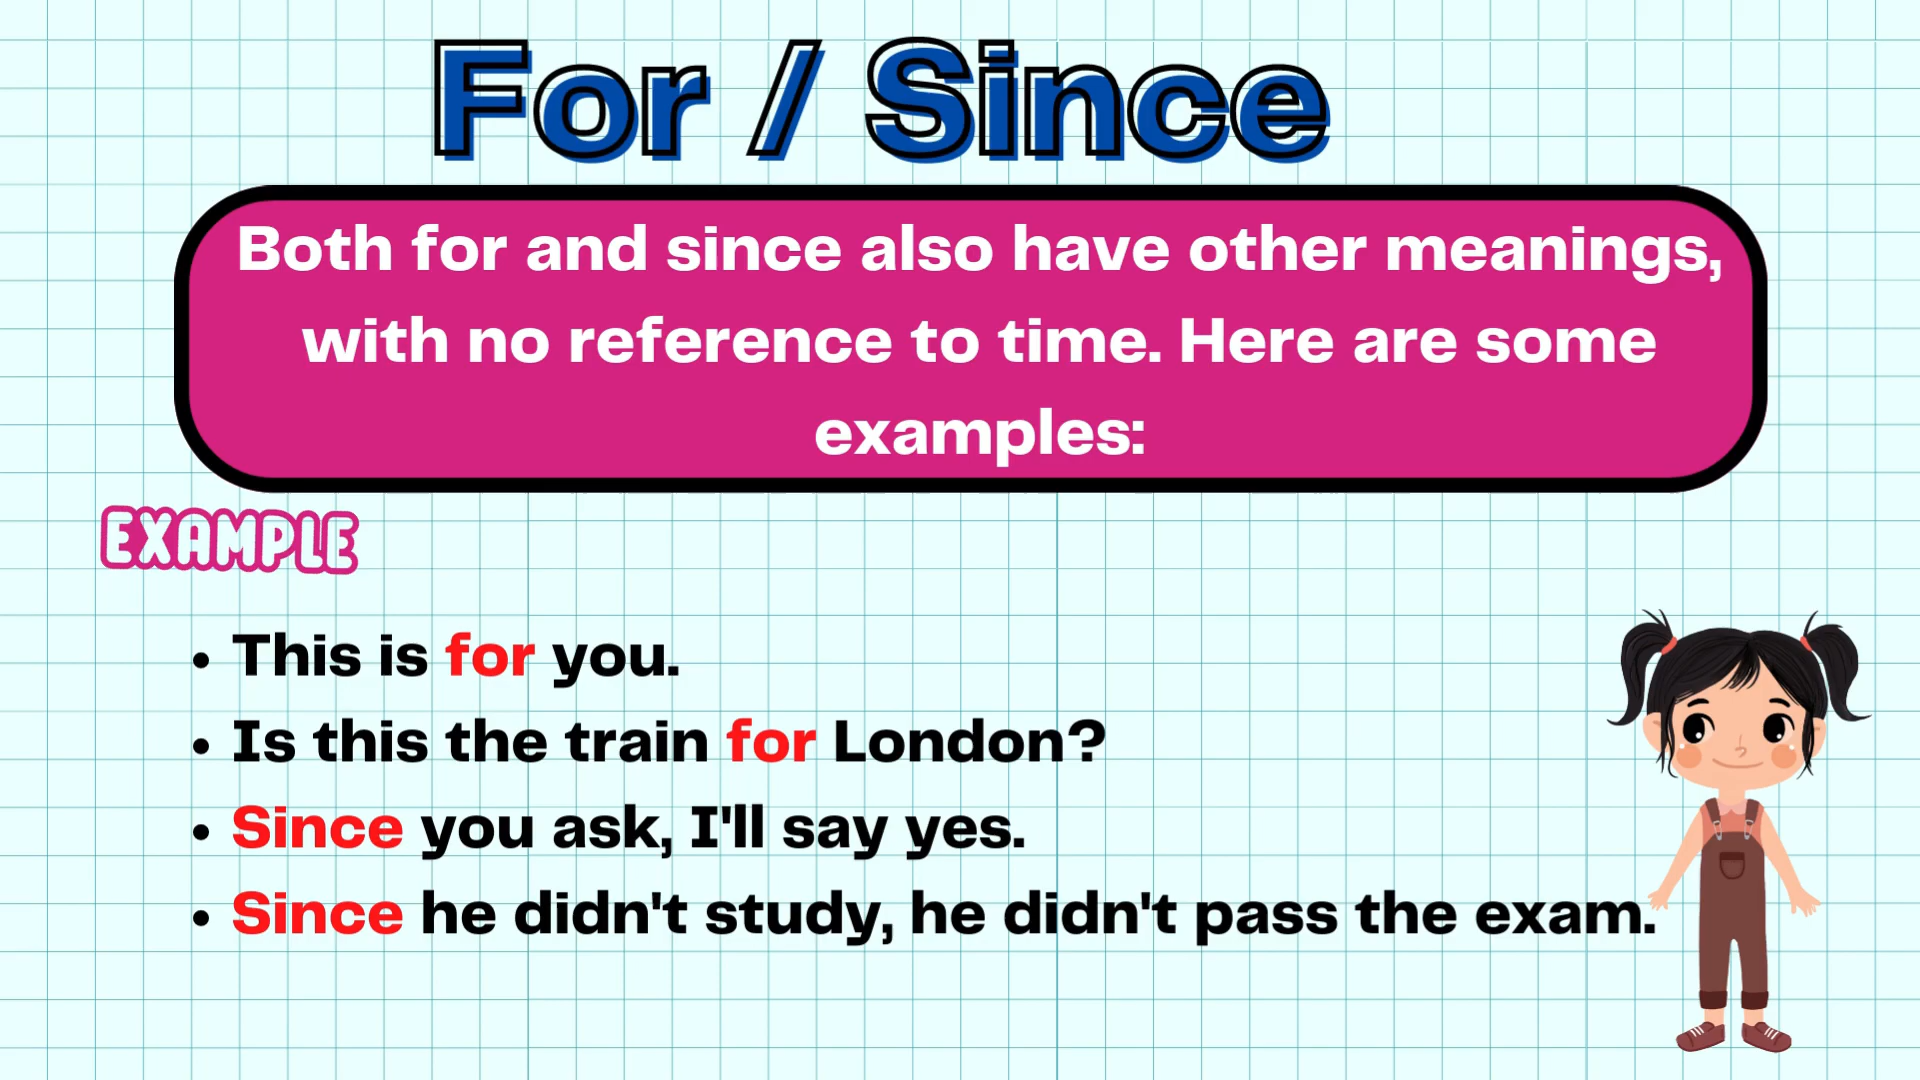 For / Since
Both for and since also have other meanings,
with no reference to time. Here are some
examples:
EXAMPLE
• This is for you.
• Is this the train for London?
• Since you ask, I'll say yes.
• Since he didn't study, he didn't pass the exam.